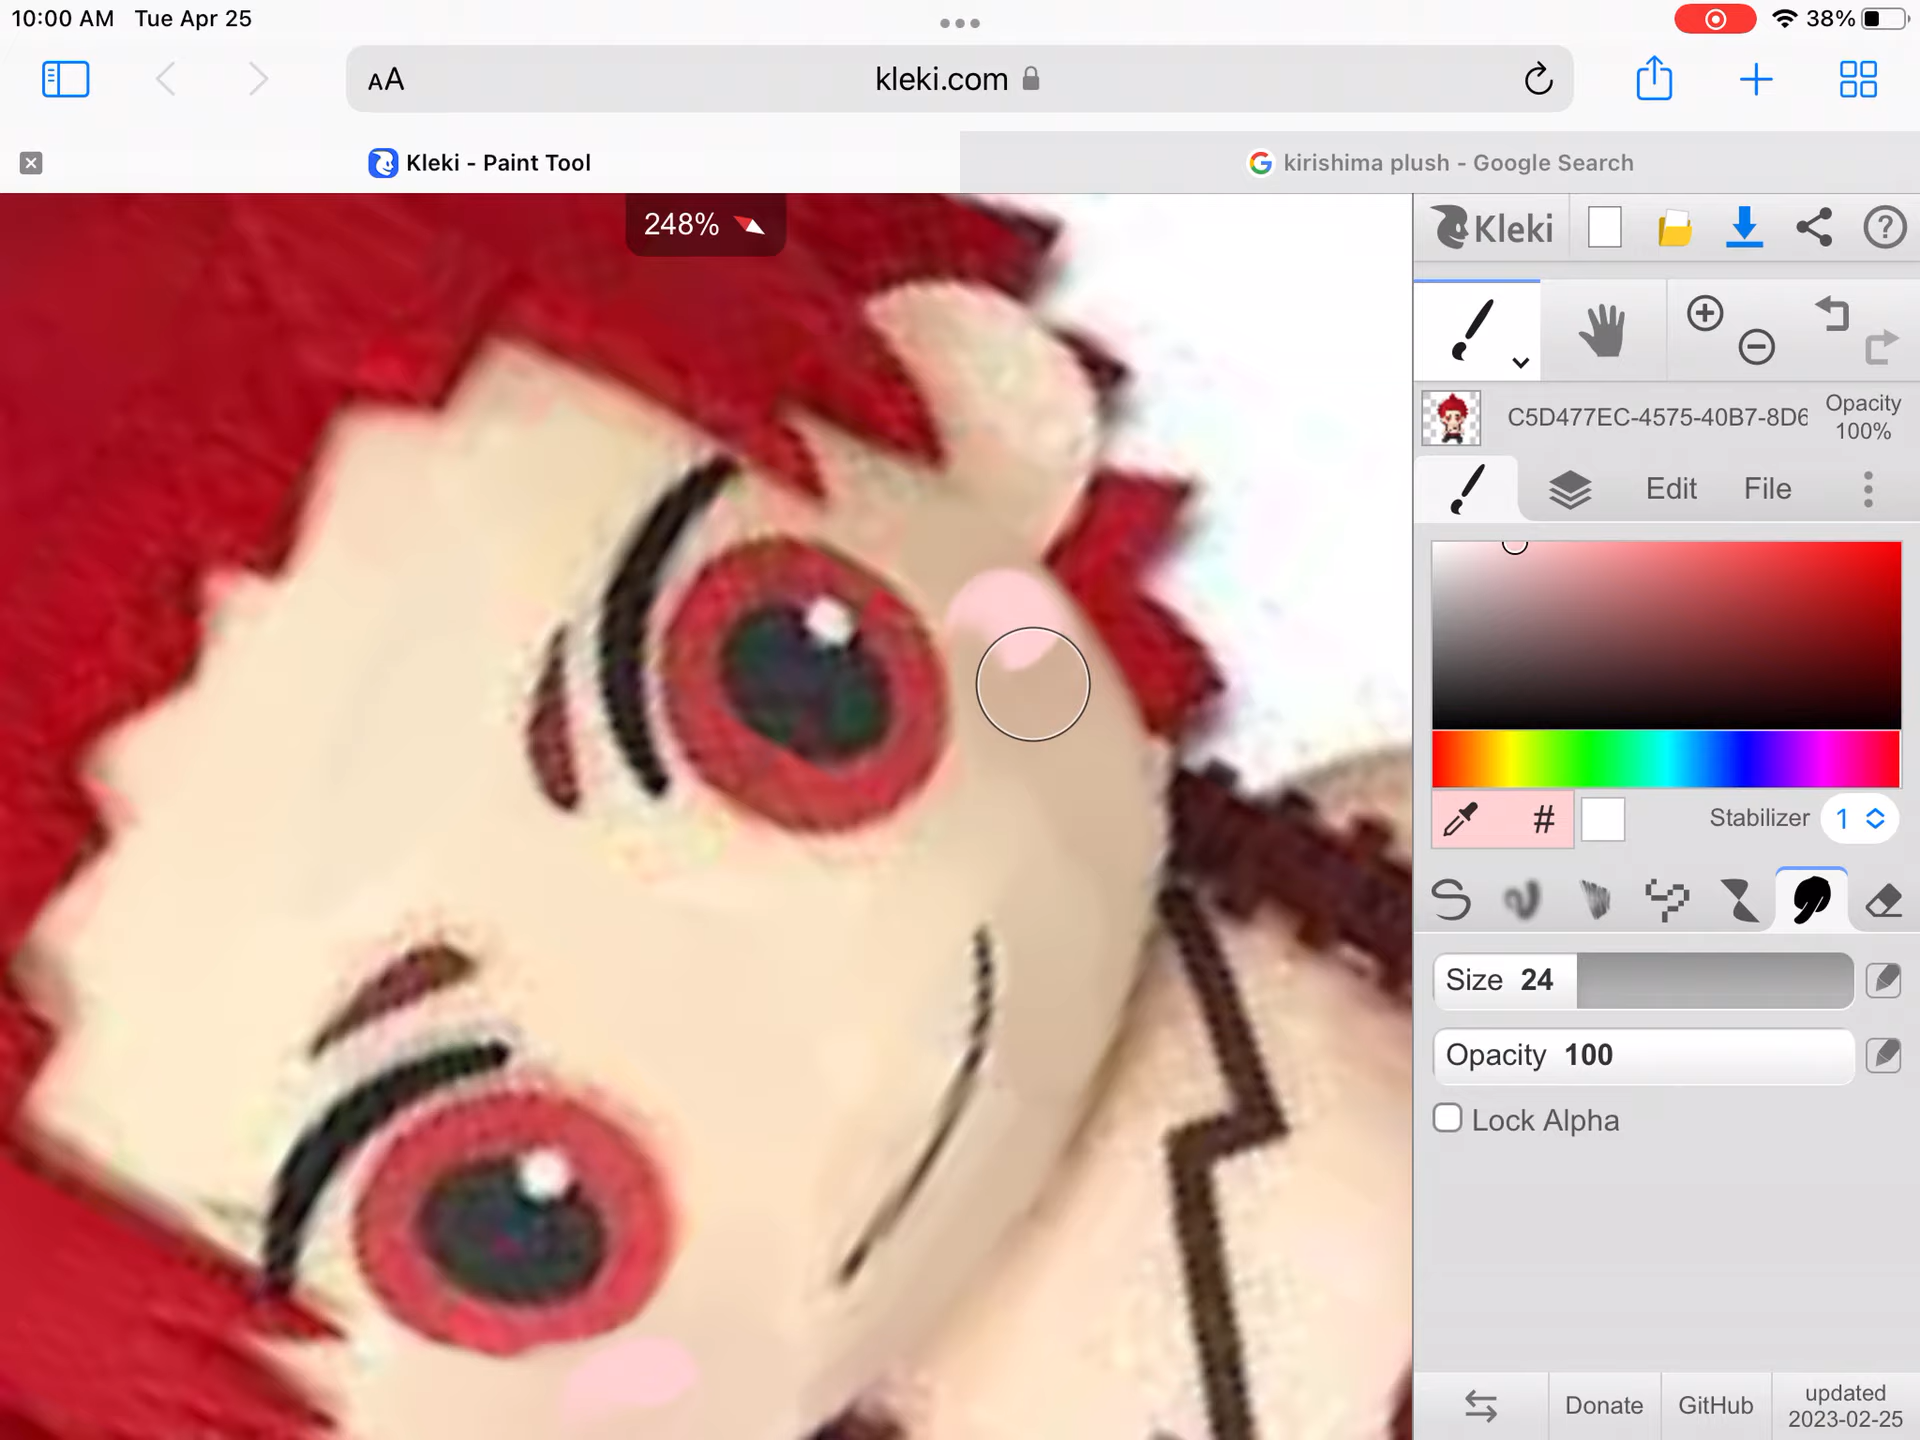 10:00 AM Tue Apr 25
38%
AA
kleki.com
Kleki - Paint Tool
kirishima plush - Google Search
248%
Kleki
?
C5D477EC-4575-40B7-8D6
Opacity
100%
Edit
File
#
Stabilizer
1
Size 24
Opacity 100
Lock Alpha
Donate
GitHub
updated
2023-02-25